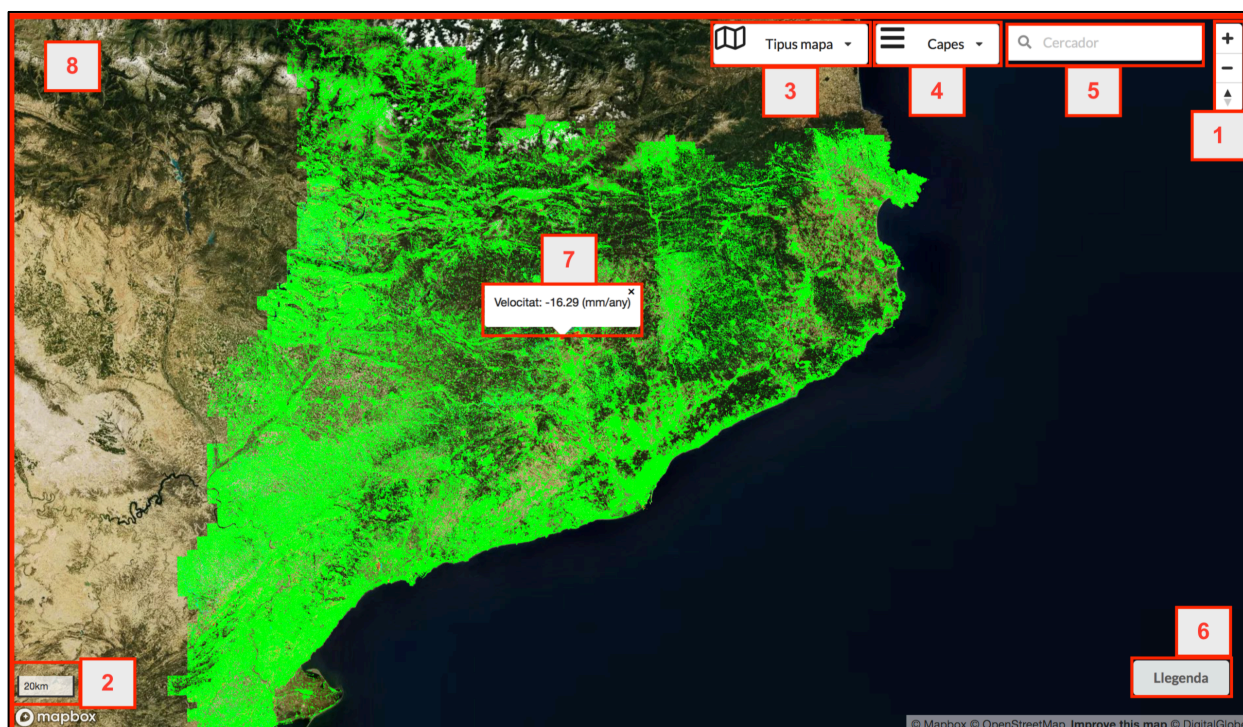 8
Tipus mapa
Capes
Cercador
+
−
3
4
5
1
7
Velocitat: -16.29 (mm/any)
×
6
Llegenda
20km
2
mapbox
© Mapbox © OpenStreetMap Improve this map © DigitalGlobe